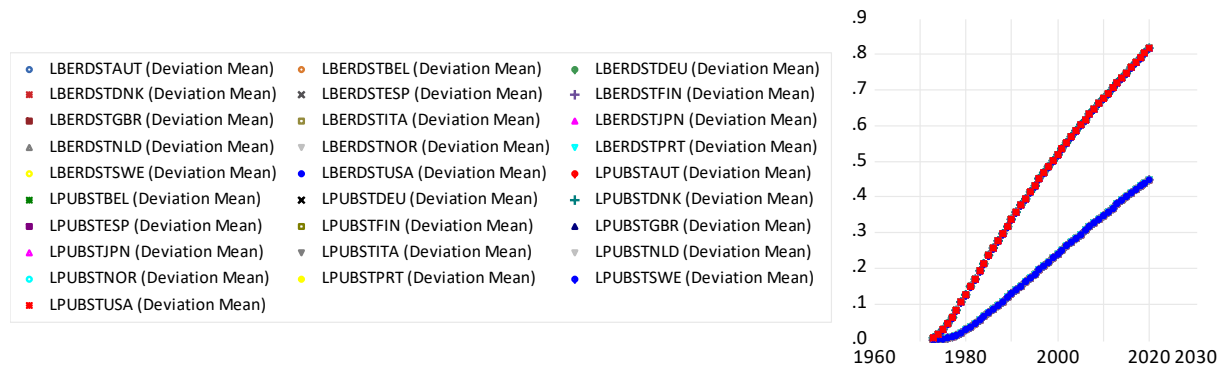 LBERDSTAUT (Deviation Mean) LBERDSTBEL (Deviation Mean) LBERDSTDEU (Deviation Mean)
LBERDSTDNK (Deviation Mean) LBERDSTESP (Deviation Mean) LBERDSTFIN (Deviation Mean)
LBERDSTGBR (Deviation Mean) LBERDSTITA (Deviation Mean) LBERDSTJPN (Deviation Mean)
LBERDSTNLD (Deviation Mean) LBERDSTNOR (Deviation Mean) LBERDSTPRT (Deviation Mean)
LBERDSTSWE (Deviation Mean) LBERDSTUSA (Deviation Mean) LPUBSTAUT (Deviation Mean)
LPUBSTBEL (Deviation Mean) LPUBSTDEU (Deviation Mean) LPUBSTDNK (Deviation Mean)
LPUBSTESP (Deviation Mean) LPUBSTFIN (Deviation Mean) LPUBSTGBR (Deviation Mean)
LPUBSTJPN (Deviation Mean) LPUBSTITA (Deviation Mean) LPUBSTNLD (Deviation Mean)
LPUBSTNOR (Deviation Mean) LPUBSTPRT (Deviation Mean) LPUBSTSWE (Deviation Mean)
LPUBSTUSA (Deviation Mean)
.9
.8
.7
.6
.5
.4
.3
.2
.1
.0
1960 1980 2000 2020 2030